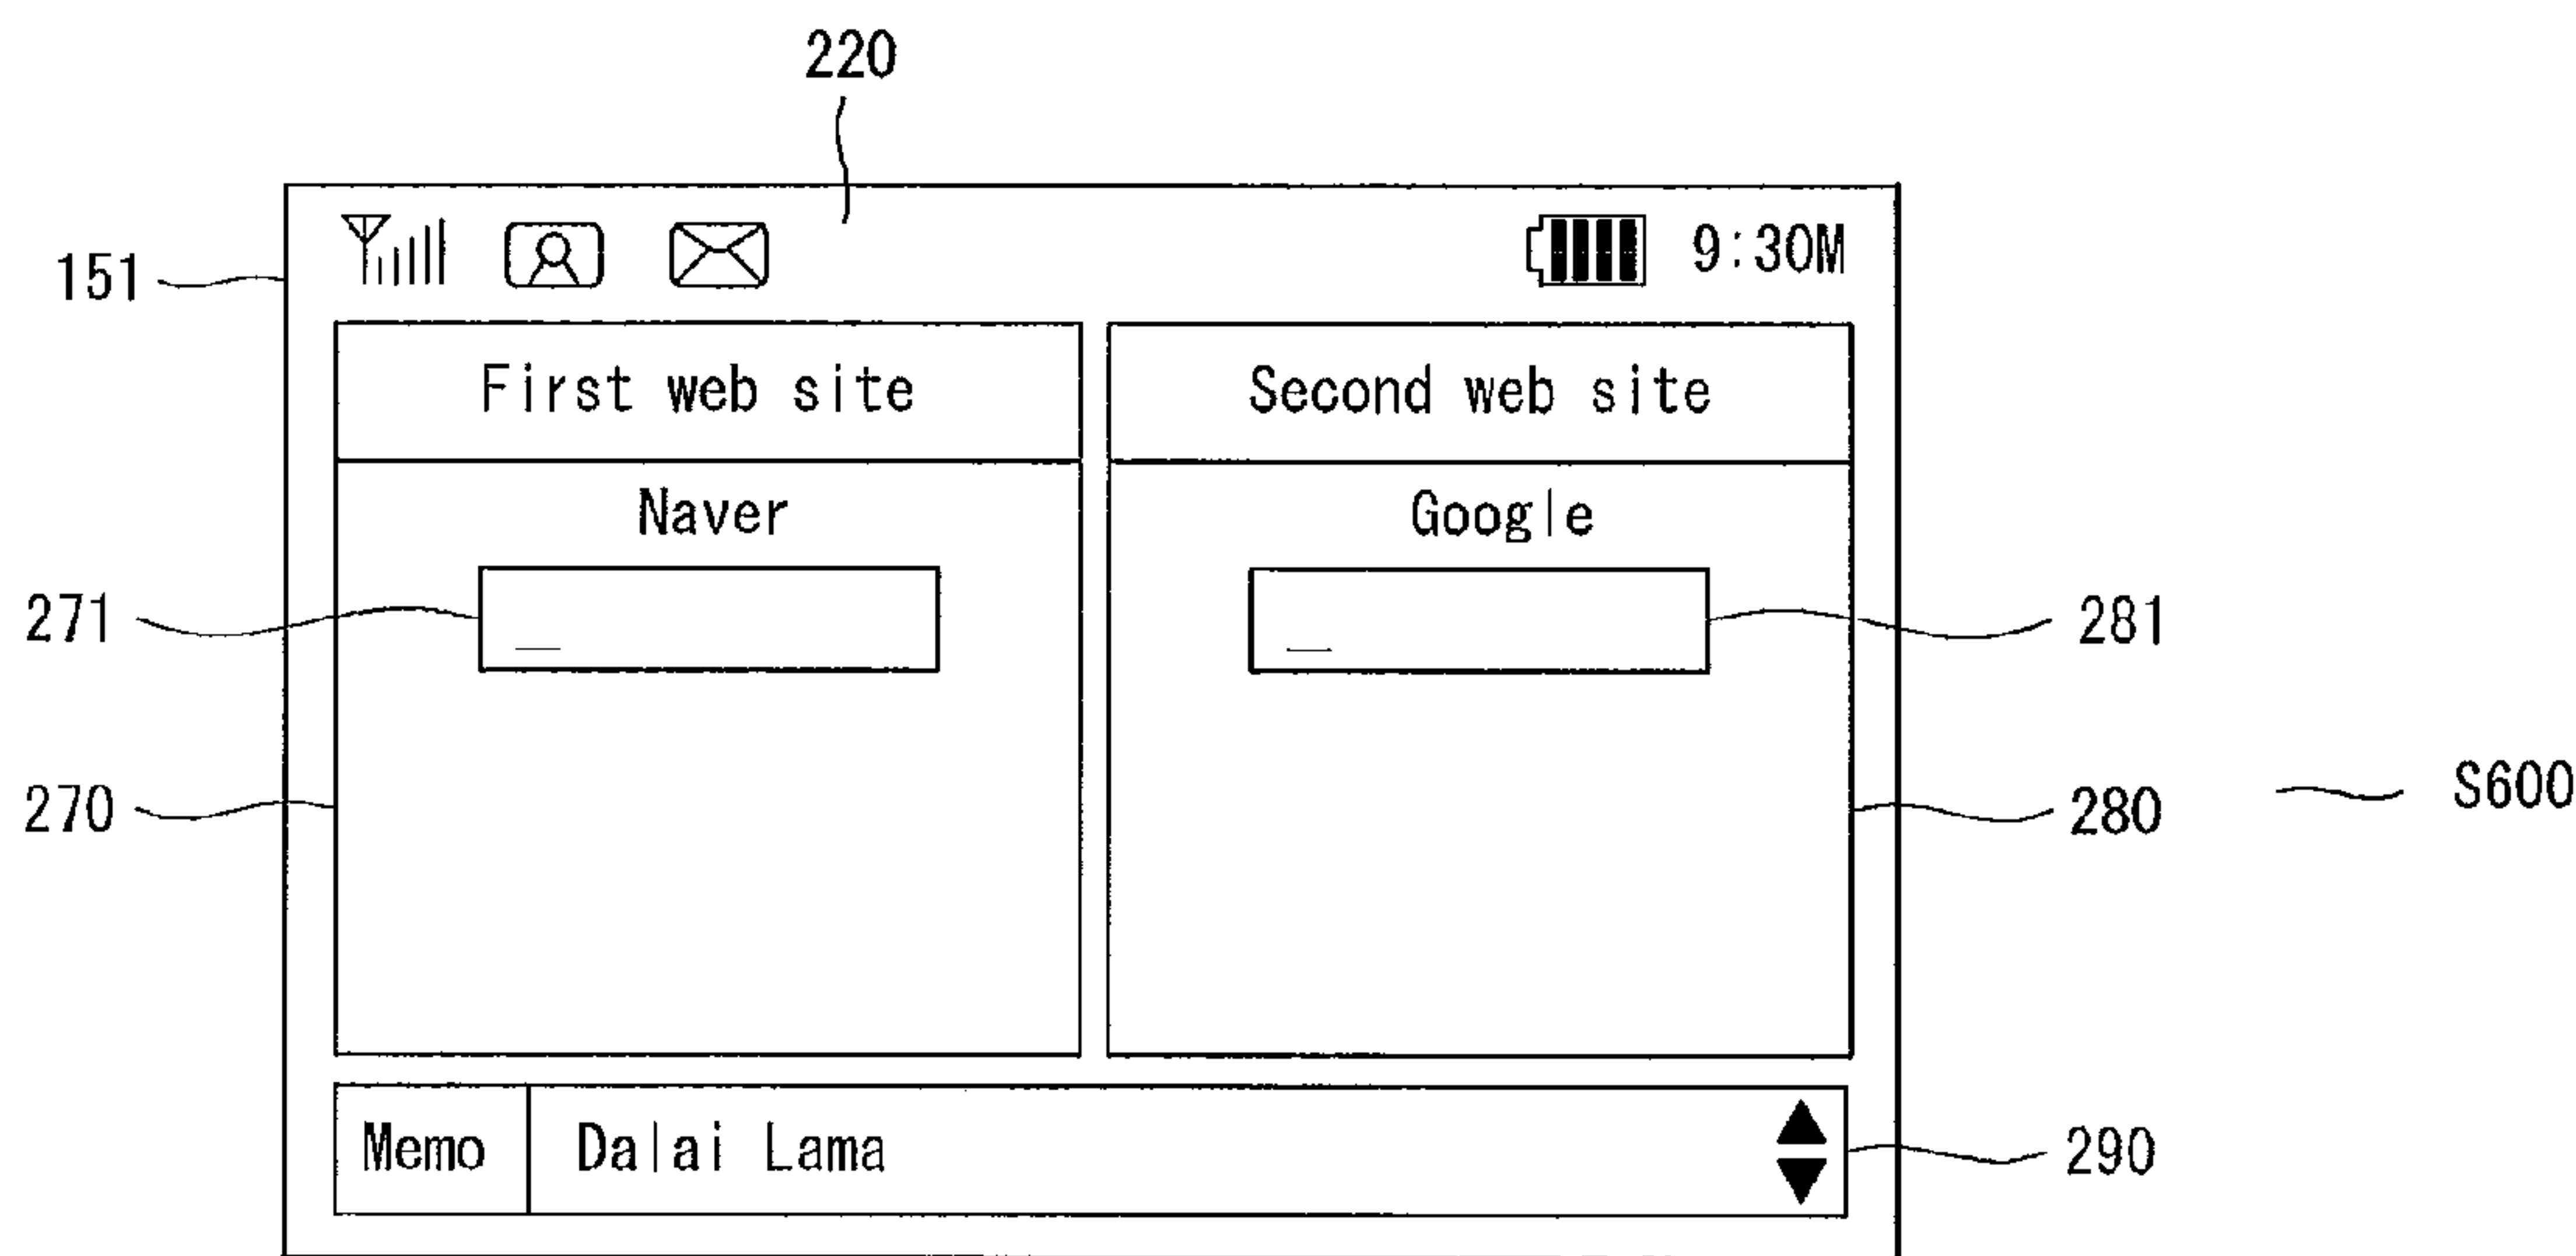 220
151
9:30M
First web site
Second web site
Naver
Google
271
281
270
280
S600
Memo
Dalai Lama
290